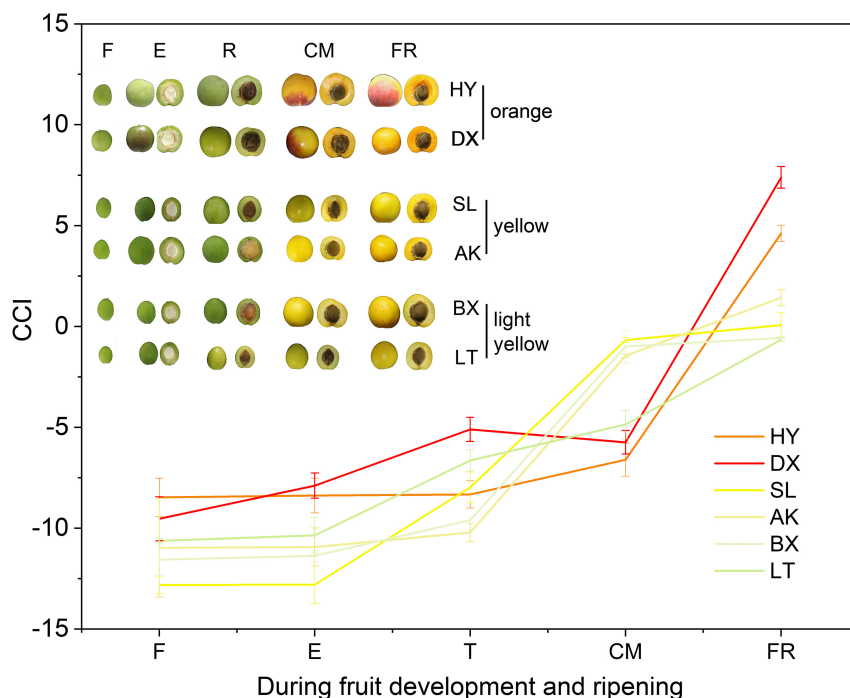 15
F E R CM FR
HY
orange
10
DX
SL
5
yellow
AK
CCI
BX
0
light
yellow
LT
-5
HY
DX
SL
-10
AK
BX
LT
-15
F E T CM FR
During fruit development and ripening